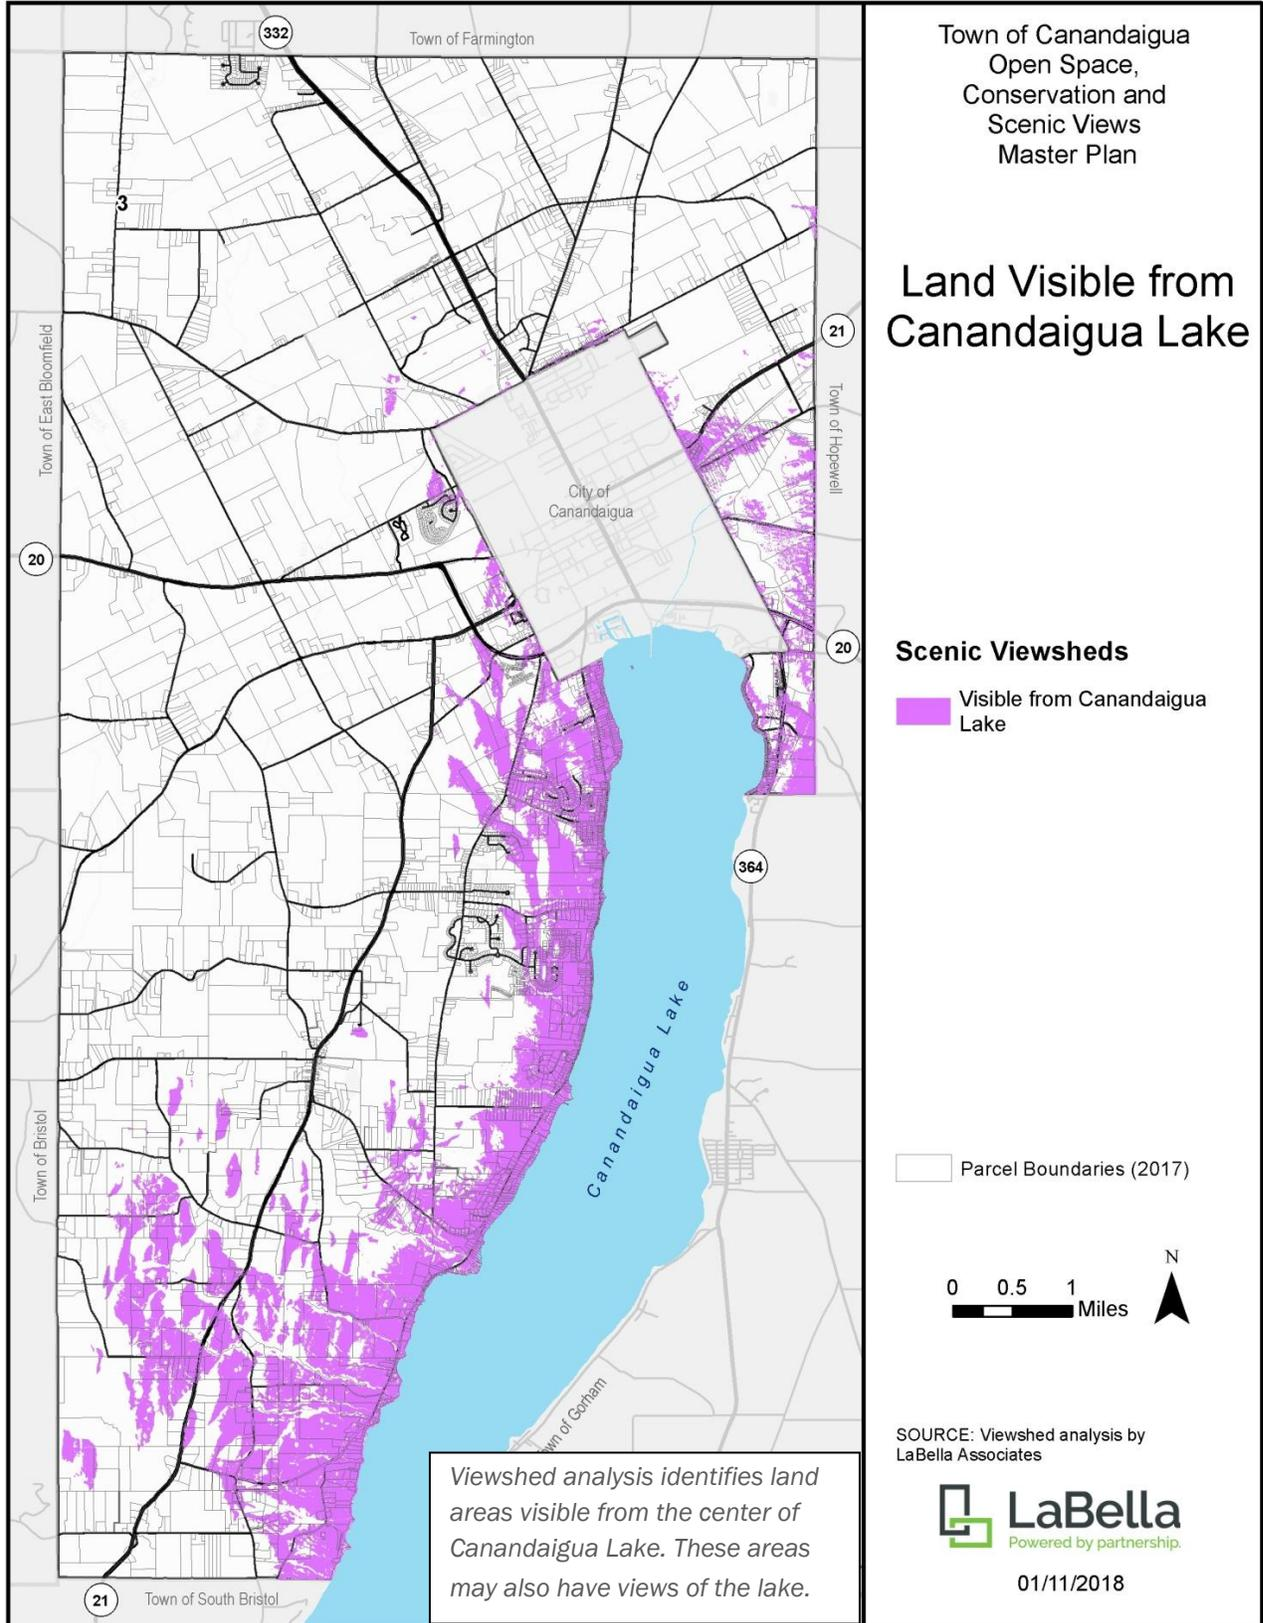 332
Town of Farmington
3
Town of East Bloomfield
21
Town of Hopewell
City of
Canandaigua
20
20
364
Canandaigua Lake
Town of Bristol
own of Gorham
21
Town of South Bristol
Viewshed analysis identifies land
areas visible from the center of
Canandaigua Lake. These areas
may also have views of the lake.
Town of Canandaigua
Open Space,
Conservation and
Scenic Views
Master Plan
Land Visible from
Canandaigua Lake
Scenic Viewsheds
Visible from Canandaigua
Lake
Parcel Boundaries (2017)
N
0 0.5 1
Miles
SOURCE: Viewshed analysis by
LaBella Associates
LaBella
Powered by partnership.
01/11/2018